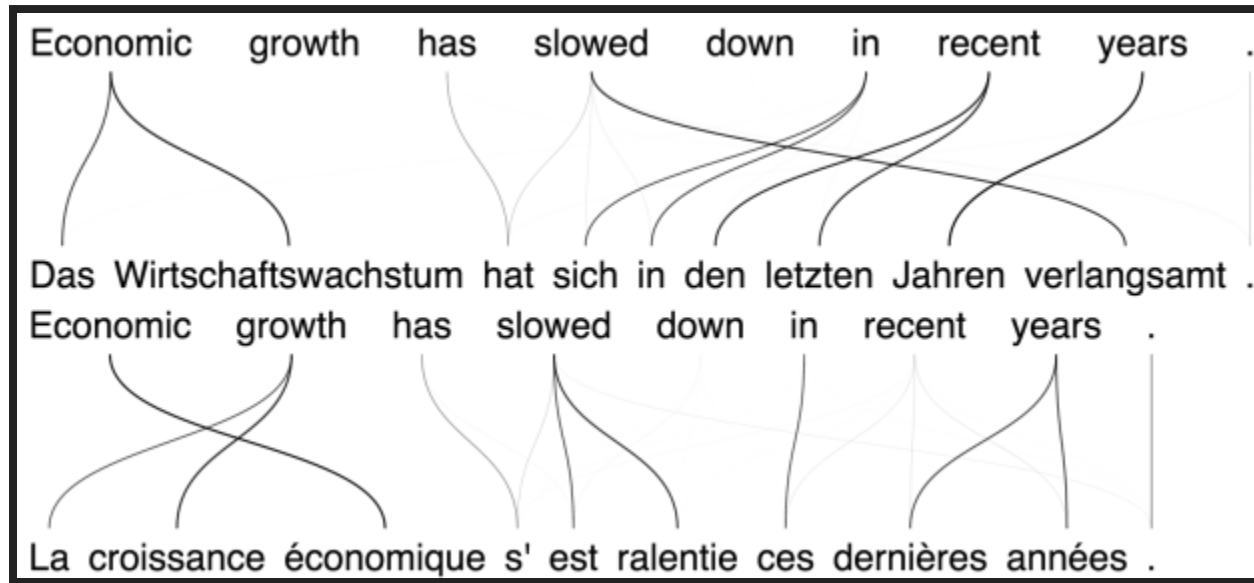 Economic growth has slowed down in recent years .
Das Wirtschaftswachstum hat sich in den letzten Jahren verlangsamt .
Economic growth has slowed down in recent years .
La croissance économique s' est ralentie ces dernières années .